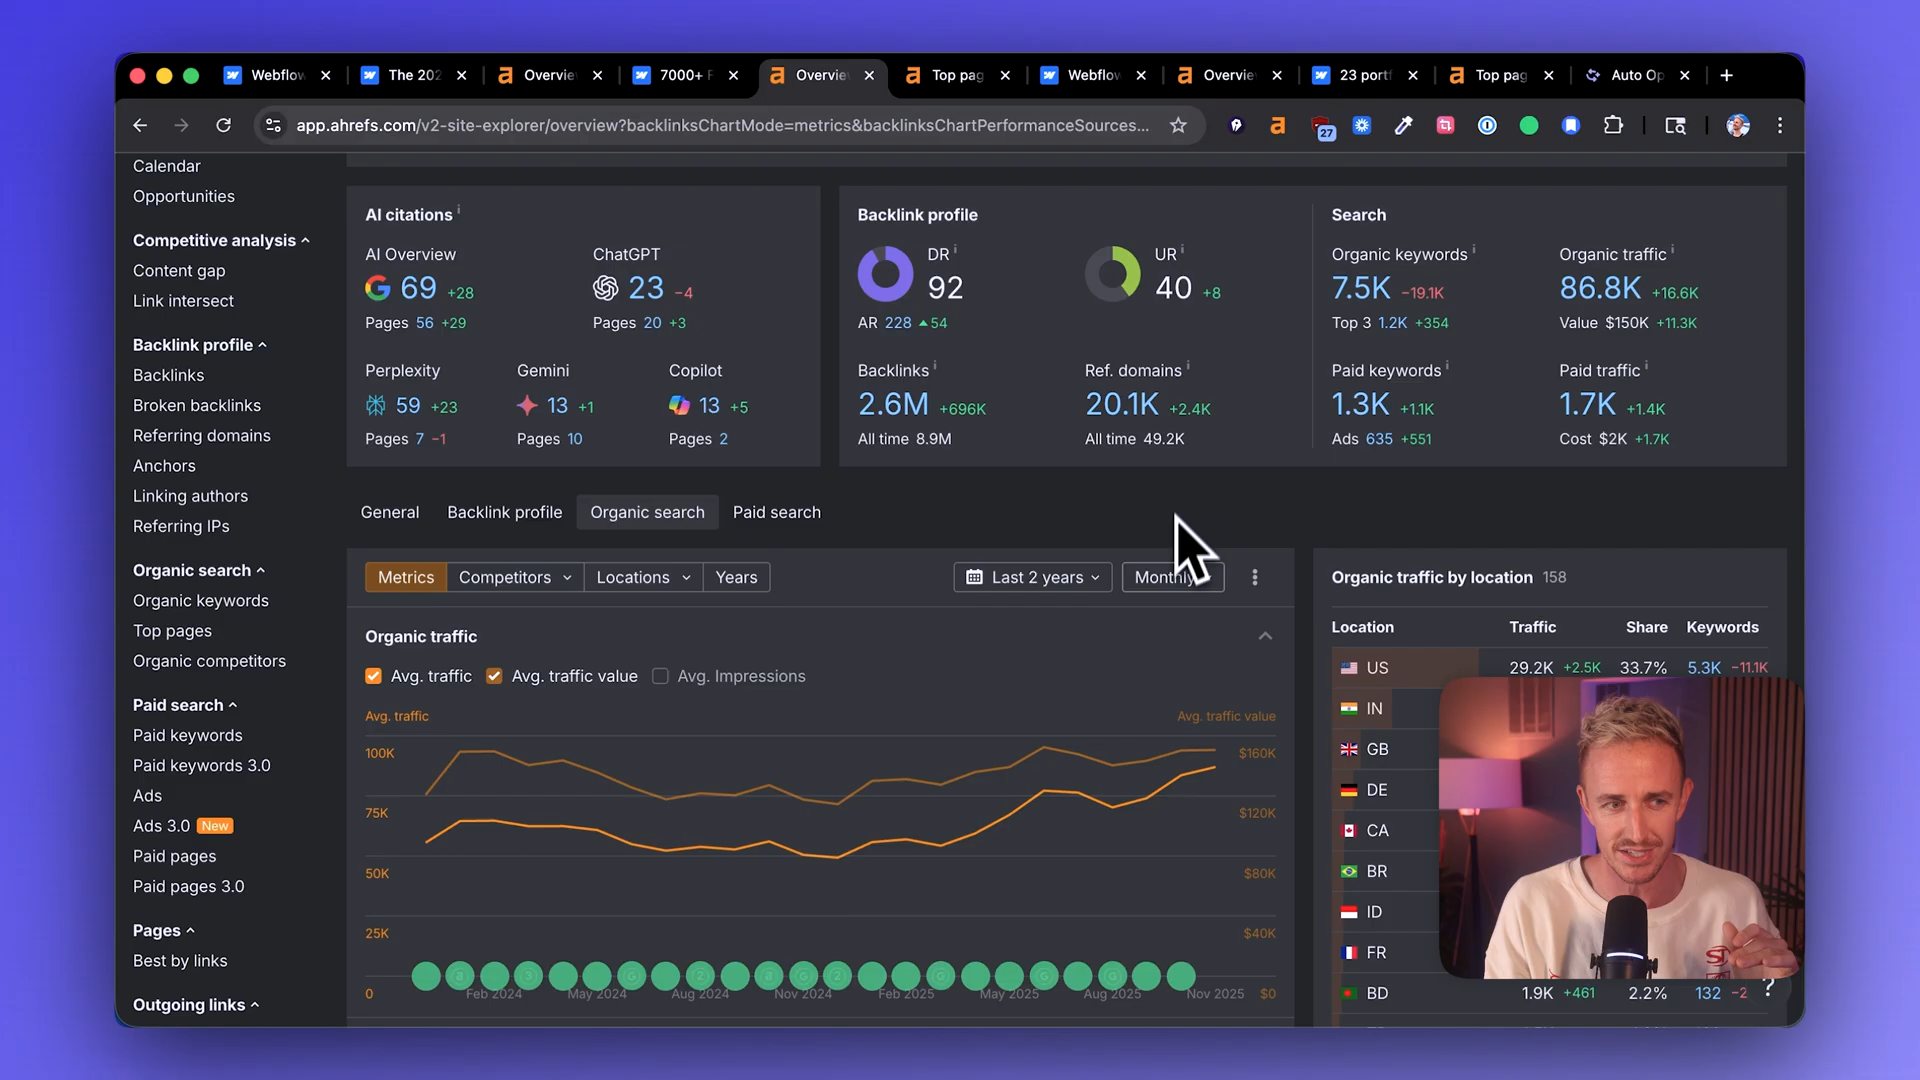 Webflow
The 202
Overvie
7000+ F
Overvie
Top pag
Webflow
Overvie
23 portf
Top pag
Auto Op
app.ahrefs.com/v2-site-explorer/overview?backlinksChartMode=metrics&backlinksChartPerformanceSources...
27
Calendar
Opportunities
Competitive analysis
Content gap
Link intersect
Backlink profile
Backlinks
Broken backlinks
Referring domains
Anchors
Linking authors
Referring IPs
Organic search
Organic keywords
Top pages
Organic competitors
Paid search
Paid keywords
Paid keywords 3.0
Ads
Ads 3.0 New
Paid pages
Paid pages 3.0
Pages
Best by links
Outgoing links
AI citations
AI Overview
69 +28
Pages 56 +29
ChatGPT
23 −4
Pages 20 +3
Perplexity
59 +23
Pages 7 −1
Gemini
13 +1
Pages 10
Copilot
13 +5
Pages 2
Backlink profile
DR
92
AR 228 54
UR
40 +8
Backlinks
2.6M +696K
All time 8.9M
Ref. domains
20.1K +2.4K
All time 49.2K
Search
Organic keywords
7.5K −19.1K
Top 3 1.2K +354
Organic traffic
86.8K +16.6K
Value $150K +11.3K
Paid keywords
1.3K +1.1K
Ads 635 +551
Paid traffic
1.7K +1.4K
Cost $2K +1.7K
General
Backlink profile
Organic search
Paid search
Metrics
Competitors
Locations
Years
Last 2 years
Monthly
Organic traffic
Avg. traffic
Avg. traffic value
Avg. Impressions
Avg. traffic
Avg. traffic value
100K
$160K
75K
$120K
50K
$80K
25K
$40K
0
Feb 2024
May 2024
Aug 2024
Nov 2024
Feb 2025
May 2025
Aug 2025
Nov 2025
$0
Organic traffic by location 158
Location Traffic Share Keywords
US 29.2K +2.5K 33.7% 5.3K −11.1K
IN
GB
DE
CA
BR
ID
FR
BD 1.9K +461 2.2% 132 −2
?